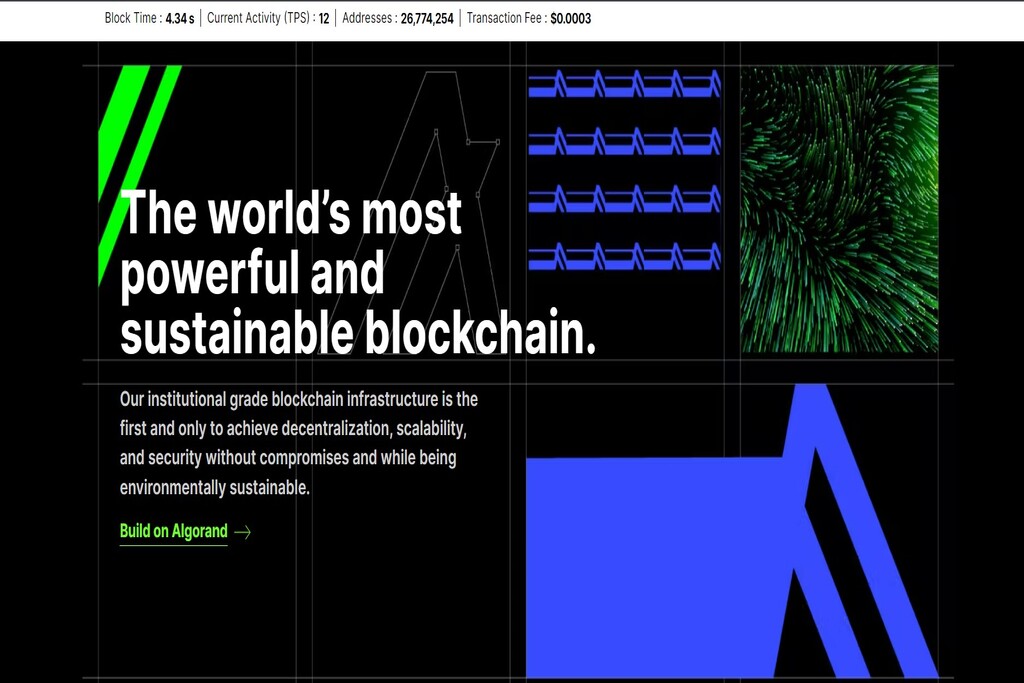 Block Time : 4.34 s | Current Activity (TPS) : 12 | Addresses : 26,774,254 | Transaction Fee : $0.0003
The world’s most
powerful and
sustainable blockchain.
Our institutional grade blockchain infrastructure is the
first and only to achieve decentralization, scalability,
and security without compromises and while being
environmentally sustainable.
Build on Algorand →